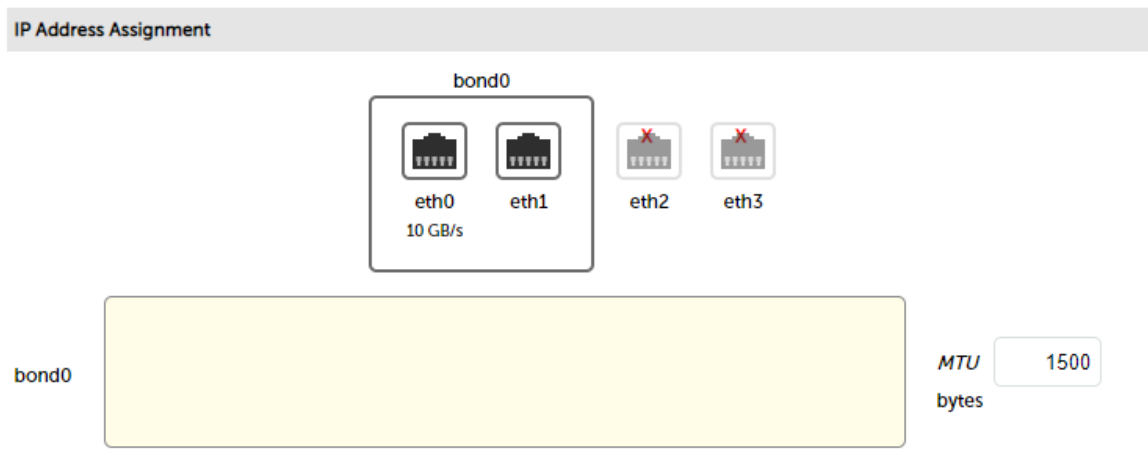 IP Address Assignment
bond0
eth0 eth1 eth2 eth3
10 GB/s
bond0
MTU 1500
bytes